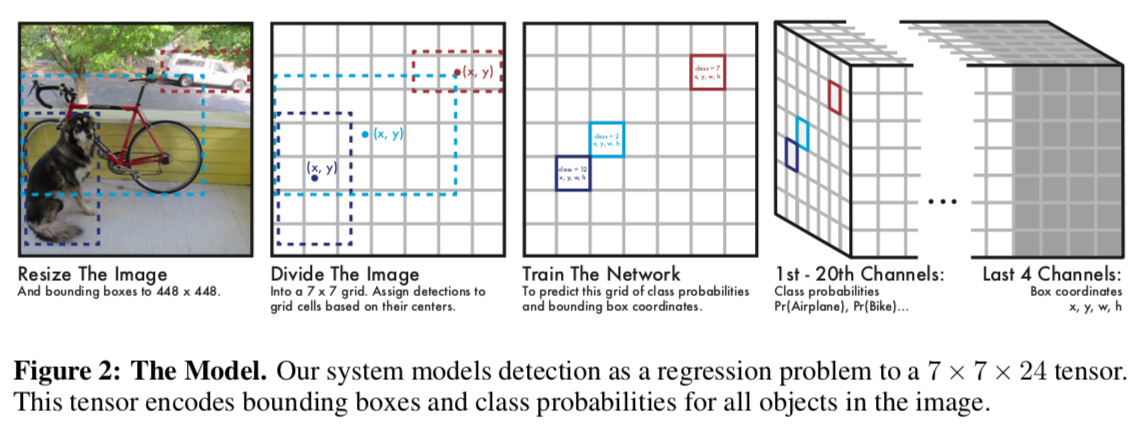 (x, y)
(x, y)
(x, y)
class = 7
x, y, w, h
class = 2
x, y, w, h
class = 12
x, y, w, h
...
Resize The Image
And bounding boxes to 448 x 448.
Divide The Image
Into a 7 x 7 grid. Assign detections to
grid cells based on their centers.
Train The Network
To predict this grid of class probabilities
and bounding box coordinates.
1st - 20th Channels:
Class probabilities
Pr(Airplane), Pr(Bike)...
Last 4 Channels:
Box coordinates
x, y, w, h
Figure 2: The Model. Our system models detection as a regression problem to a 7 × 7 × 24 tensor.
This tensor encodes bounding boxes and class probabilities for all objects in the image.